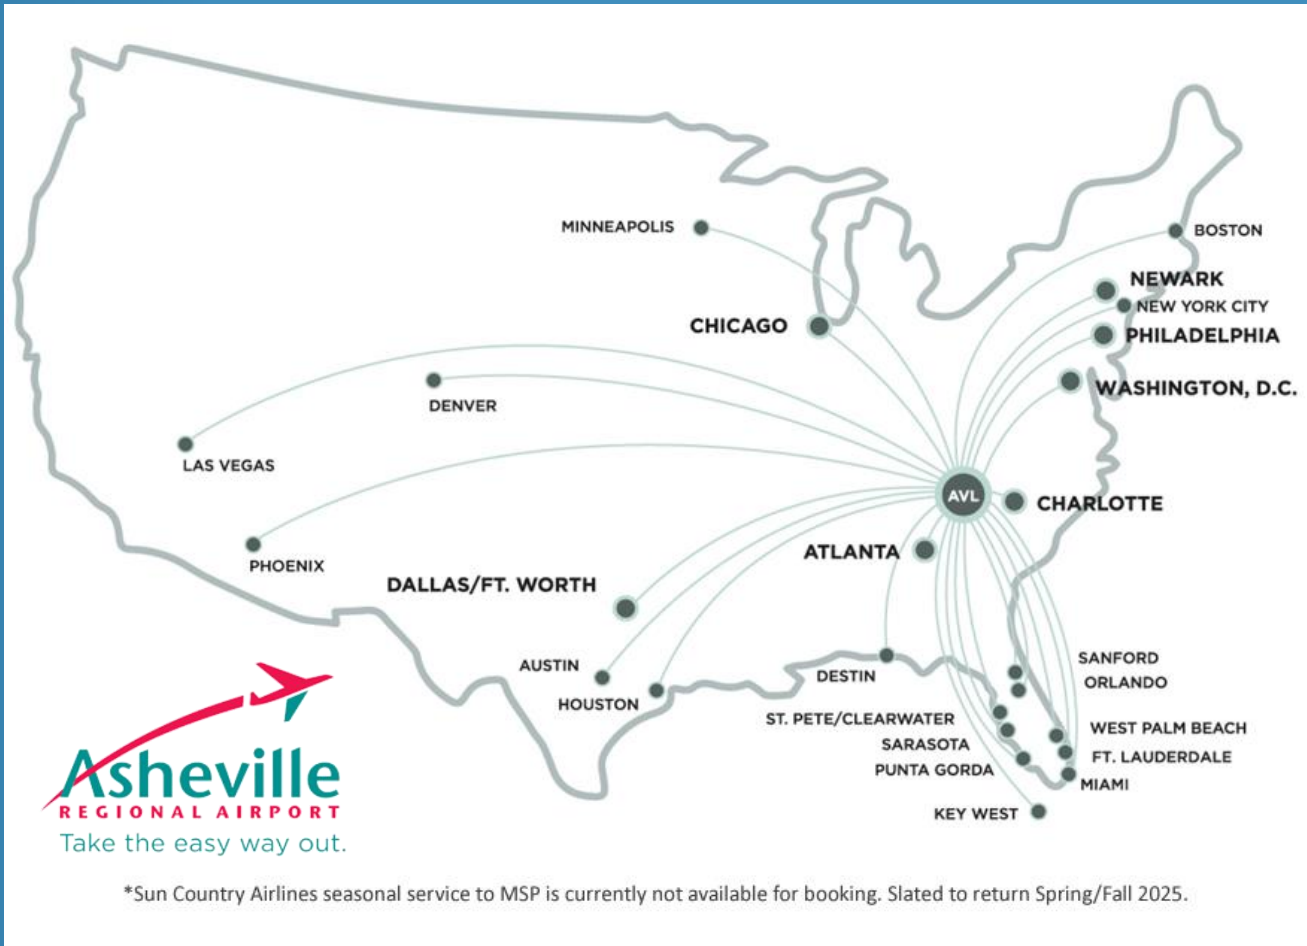 MINNEAPOLIS
BOSTON
NEWARK
NEW YORK CITY
CHICAGO
PHILADELPHIA
WASHINGTON, D.C.
DENVER
LAS VEGAS
AVL
CHARLOTTE
ATLANTA
PHOENIX
DALLAS/FT. WORTH
AUSTIN
HOUSTON
DESTIN
SANFORD
ORLANDO
ST. PETE/CLEARWATER
SARASOTA
PUNTA GORDA
WEST PALM BEACH
FT. LAUDERDALE
MIAMI
KEY WEST
Asheville
REGIONAL AIRPORT
Take the easy way out.
*Sun Country Airlines seasonal service to MSP is currently not available for booking. Slated to return Spring/Fall 2025.